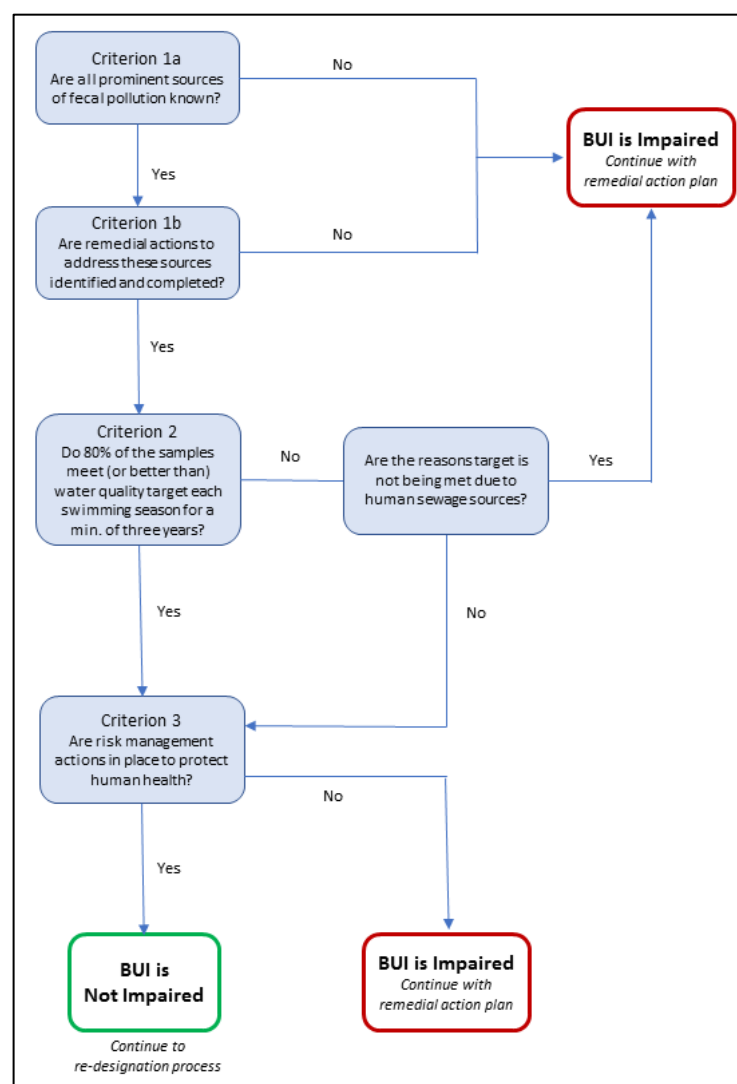 Criterion 1a
Are all prominent sources
of fecal pollution known?
No
BUI is Impaired
Continue with
remedial action plan
Yes
Criterion 1b
Are remedial actions to
address these sources
identified and completed?
No
Yes
Criterion 2
Do 80% of the samples
meet (or better than)
water quality target each
swimming season for a
min. of three years?
No
Are the reasons target is
not being met due to
human sewage sources?
Yes
Yes
No
Criterion 3
Are risk management
actions in place to protect
human health?
No
Yes
BUI is
Not Impaired
Continue to
re-designation process
BUI is Impaired
Continue with
remedial action plan